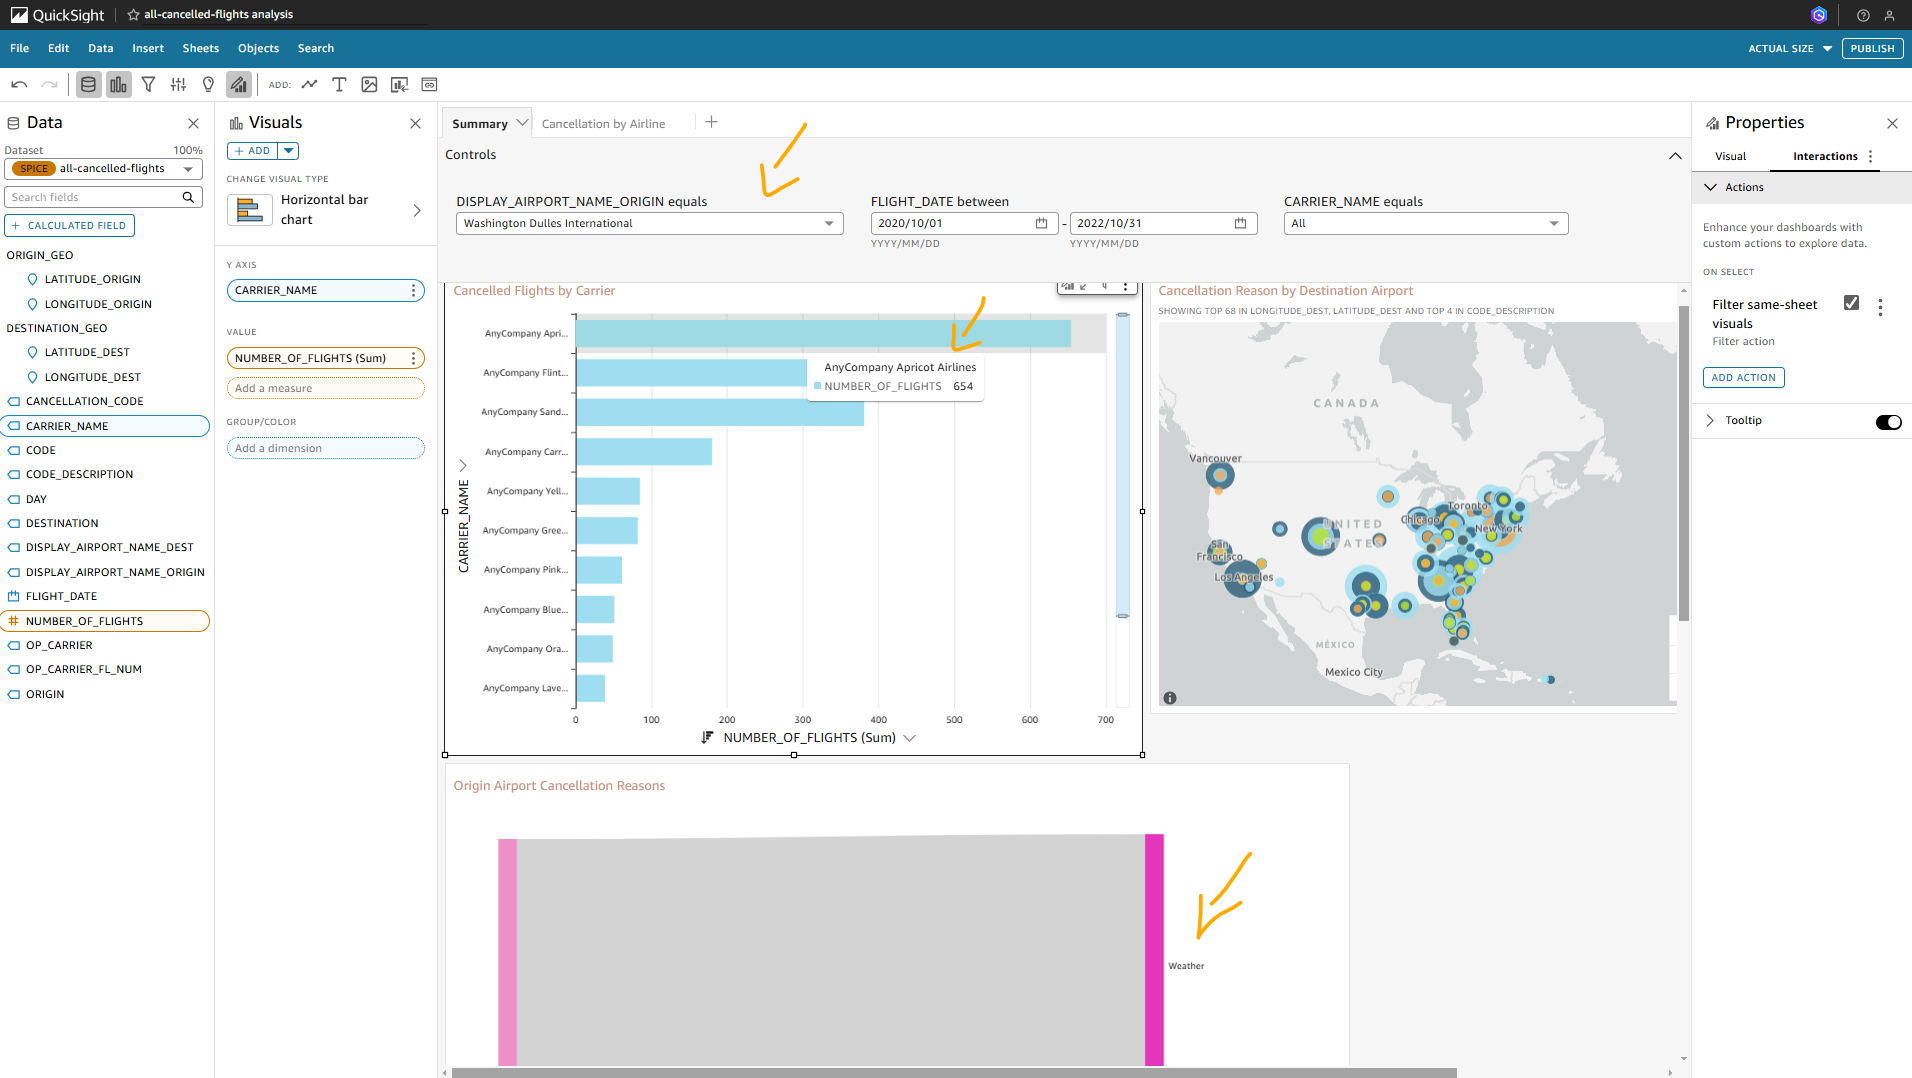 QuickSight
all-cancelled-flights analysis
File Edit Data Insert Sheets Objects Search
ACTUAL SIZE PUBLISH
ADD:
Data
Dataset 100%
SPICE all-cancelled-flights
Search fields
+ CALCULATED FIELD
ORIGIN_GEO
LATITUDE_ORIGIN
LONGITUDE_ORIGIN
DESTINATION_GEO
LATITUDE_DEST
LONGITUDE_DEST
CANCELLATION_CODE
CARRIER_NAME
CODE
CODE_DESCRIPTION
DAY
DESTINATION
DISPLAY_AIRPORT_NAME_DEST
DISPLAY_AIRPORT_NAME_ORIGIN
FLIGHT_DATE
NUMBER_OF_FLIGHTS
OP_CARRIER
OP_CARRIER_FL_NUM
ORIGIN
Visuals
+ ADD
CHANGE VISUAL TYPE
Horizontal bar
chart
Y AXIS
CARRIER_NAME
VALUE
NUMBER_OF_FLIGHTS (Sum)
Add a measure
GROUP/COLOR
Add a dimension
Summary Cancellation by Airline +
Controls
DISPLAY_AIRPORT_NAME_ORIGIN equals
Washington Dulles International
FLIGHT_DATE between
2020/10/01 - 2022/10/31
YYYY/MM/DD YYYY/MM/DD
CARRIER_NAME equals
All
Cancelled Flights by Carrier
AnyCompany Apri...
AnyCompany Flint...
AnyCompany Sand...
AnyCompany Carr...
AnyCompany Yell...
AnyCompany Gree...
AnyCompany Pink...
AnyCompany Blue...
AnyCompany Ora...
AnyCompany Lave...
CARRIER_NAME
AnyCompany Apricot Airlines
NUMBER_OF_FLIGHTS 654
0 100 200 300 400 500 600 700
NUMBER_OF_FLIGHTS (Sum)
Cancellation Reason by Destination Airport
SHOWING TOP 68 IN LONGITUDE_DEST, LATITUDE_DEST AND TOP 4 IN CODE_DESCRIPTION
CANADA
Vancouver
Toronto
Chicago
New York
UNITED
STATES
San
Francisco
Los Angeles
MÉXICO
Mexico City
Origin Airport Cancellation Reasons
Weather
Properties
Visual Interactions
Actions
Enhance your dashboards with
custom actions to explore data.
ON SELECT
Filter same-sheet
visuals
Filter action
ADD ACTION
Tooltip